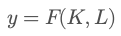 y = F(K, L)